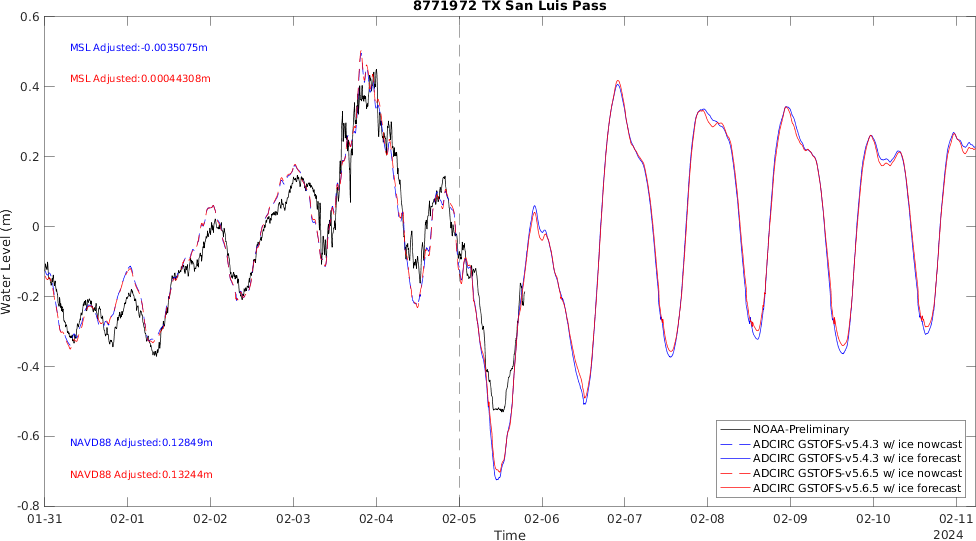 8771972 TX San Luis Pass
0.6
0.4
0.2
0
-0.2
-0.4
-0.6
-0.8
Water Level (m)
MSL Adjusted:-0.0035075m
MSL Adjusted:0.00044308m
NAVD88 Adjusted:0.12849m
NAVD88 Adjusted:0.13244m
NOAA-Preliminary
ADCIRC GSTOFS-v5.4.3 w/ ice nowcast
ADCIRC GSTOFS-v5.4.3 w/ ice forecast
ADCIRC GSTOFS-v5.6.5 w/ ice nowcast
ADCIRC GSTOFS-v5.6.5 w/ ice forecast
01-31 02-01 02-02 02-03 02-04 02-05 02-06 02-07 02-08 02-09 02-10 02-11
Time
2024